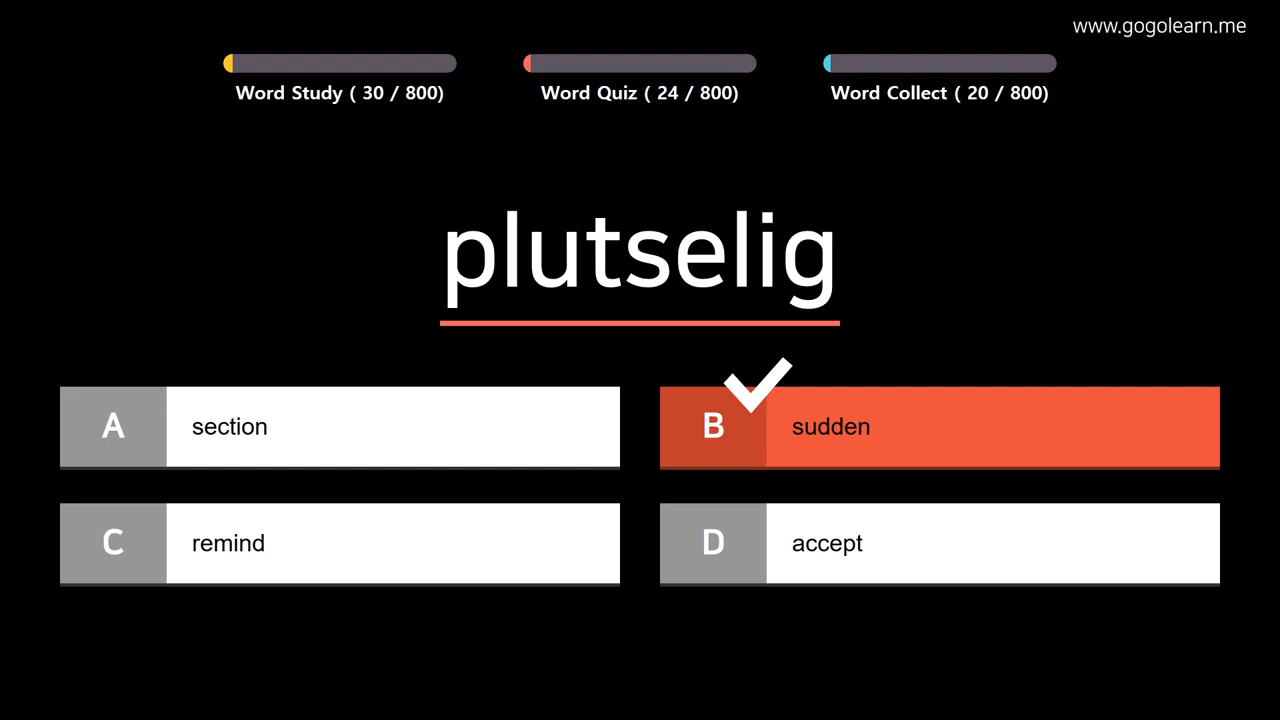 www.gogolearn.me
Word Study ( 30 / 800)
Word Quiz ( 24 / 800)
Word Collect ( 20 / 800)
plutselig
A section
B sudden
C remind
D accept